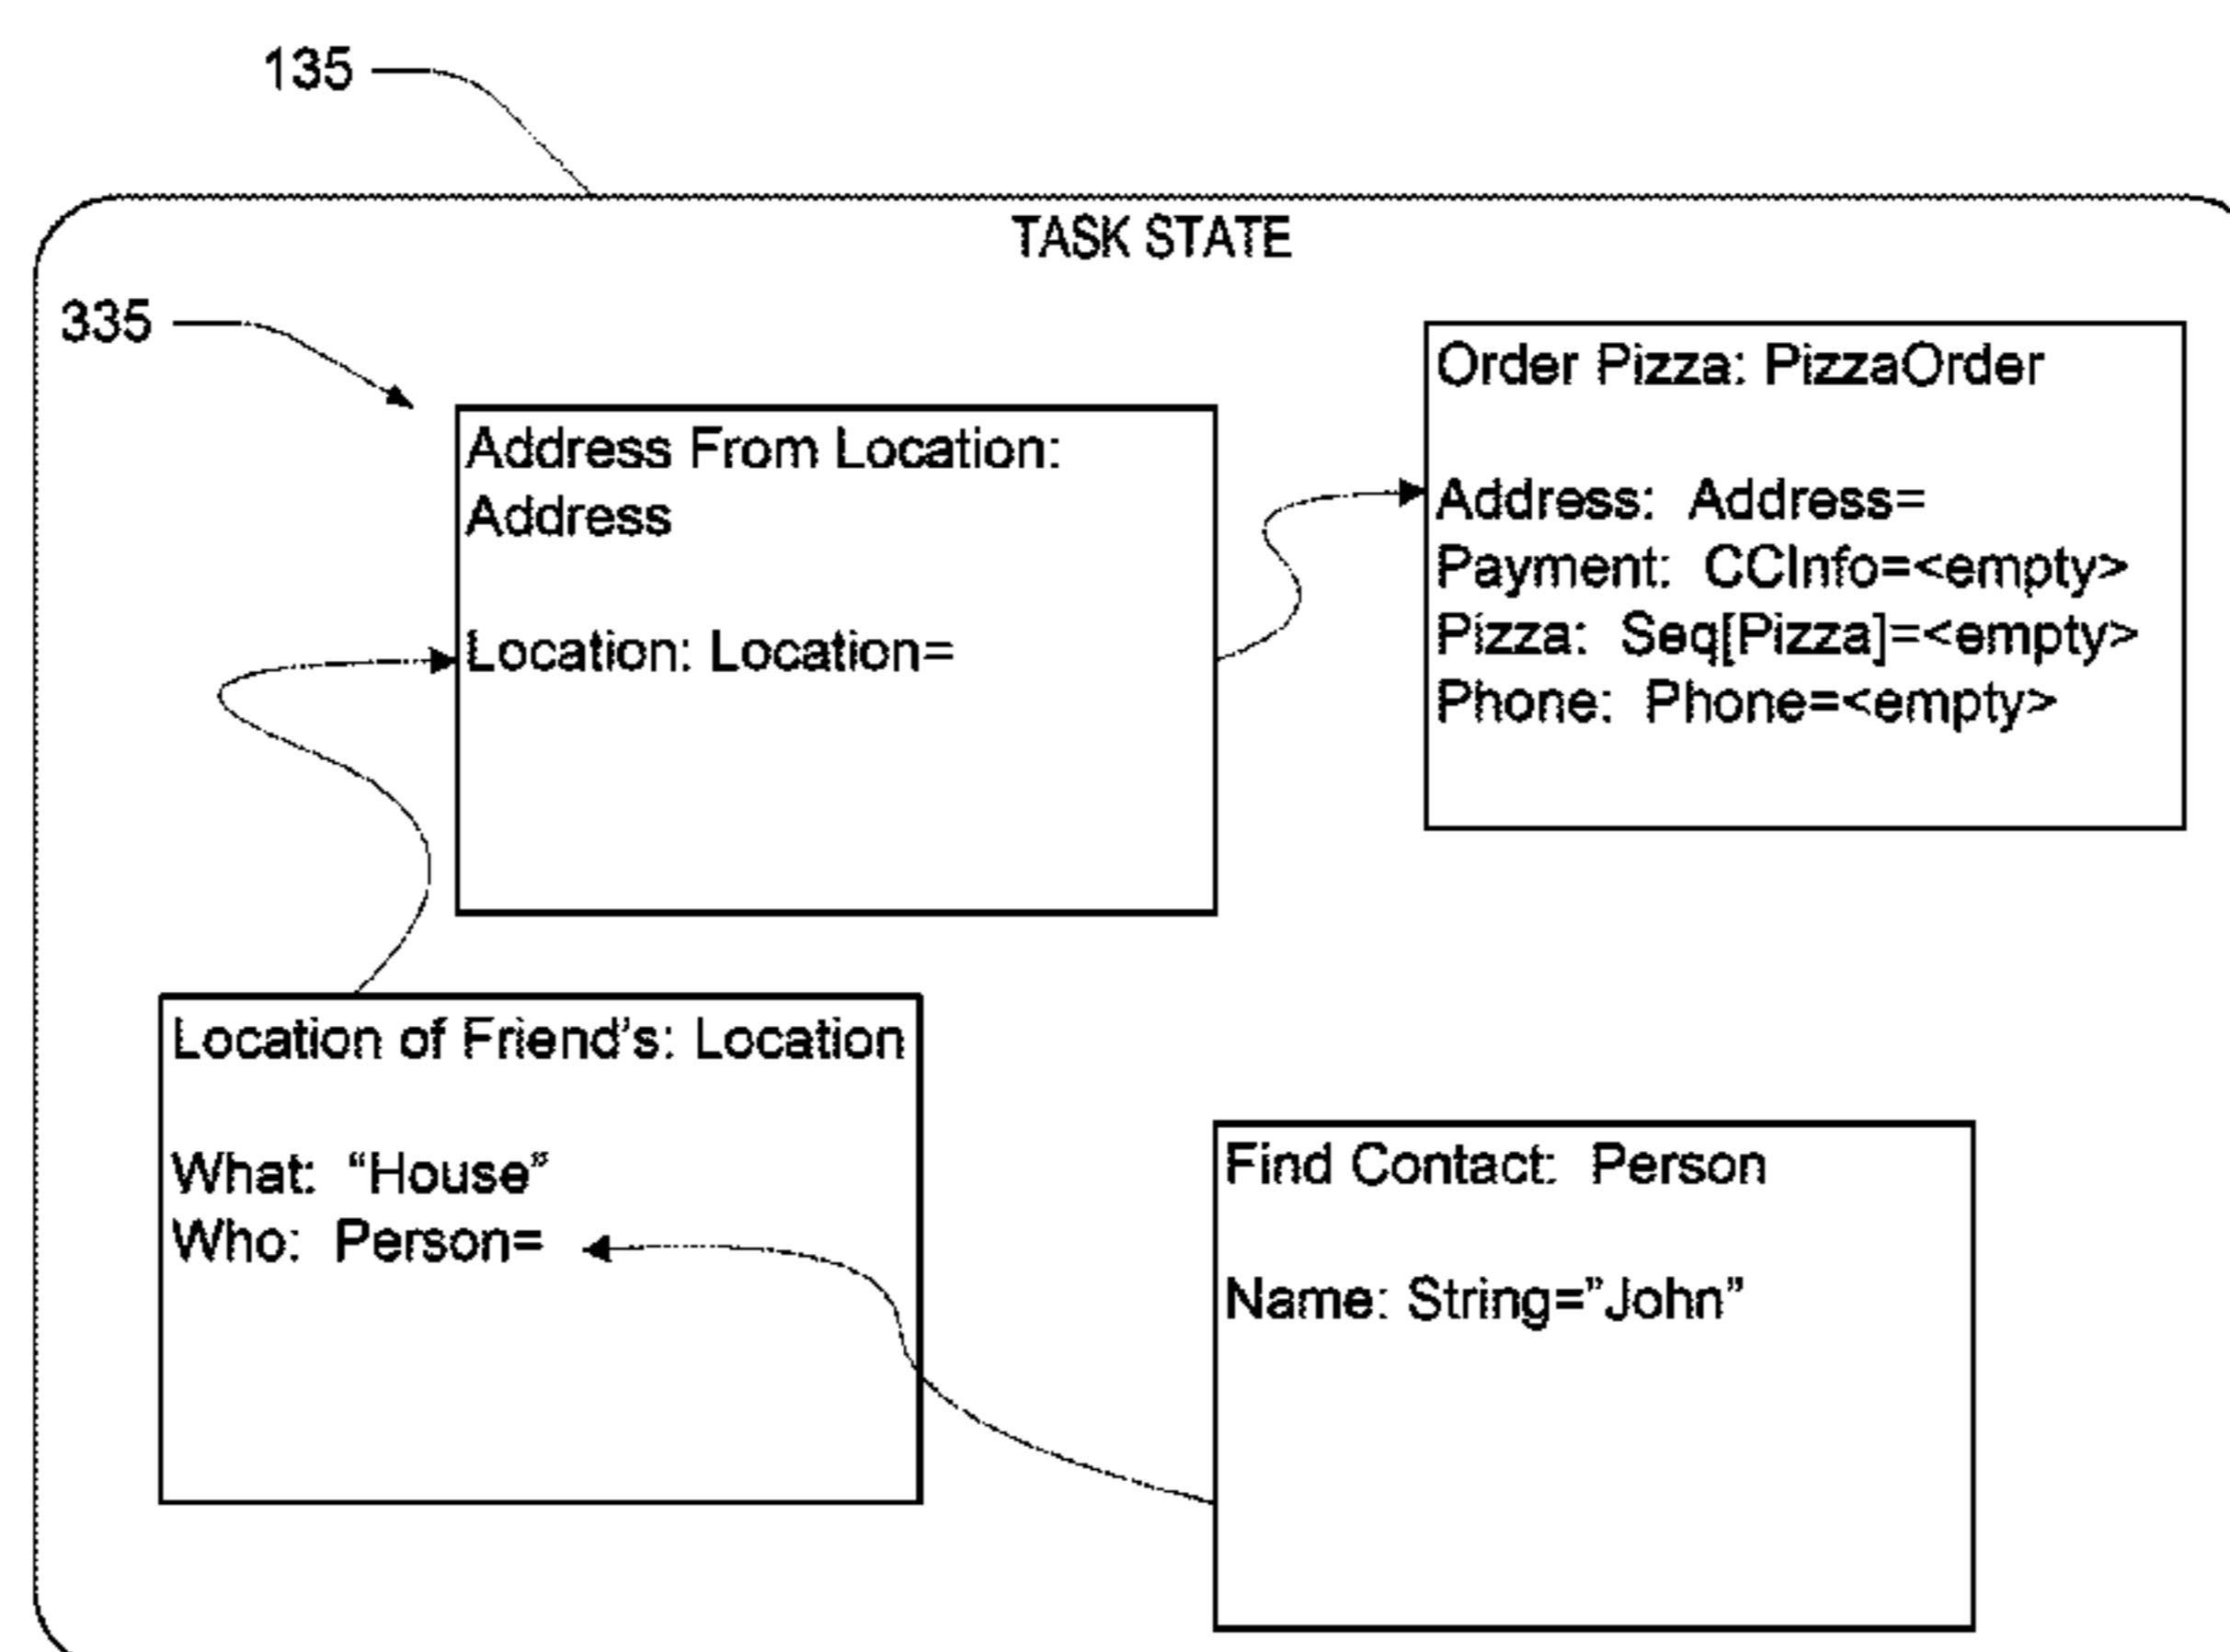 135
TASK STATE
335
Address From Location:
Address
Location: Location=
Order Pizza: PizzaOrder
Address: Address=
Payment: CCInfo=<empty>
Pizza: Seq[Pizza]=<empty>
Phone: Phone=<empty>
Location of Friend's: Location
What: “House”
Who: Person=
Find Contact: Person
Name: String=”John”